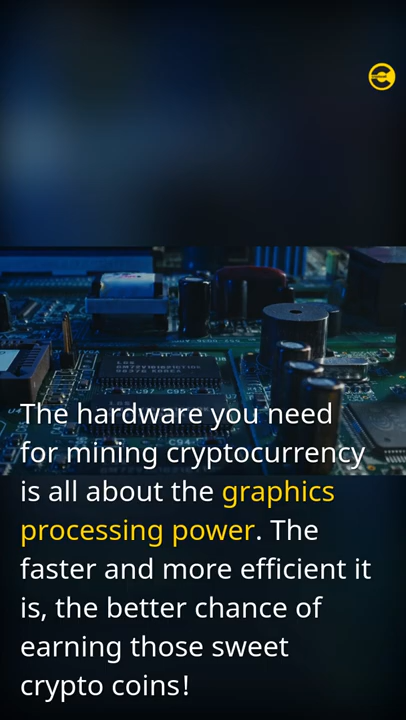 The hardware you need
for mining cryptocurrency
is all about the graphics
processing power. The
faster and more efficient it
is, the better chance of
earning those sweet
crypto coins!